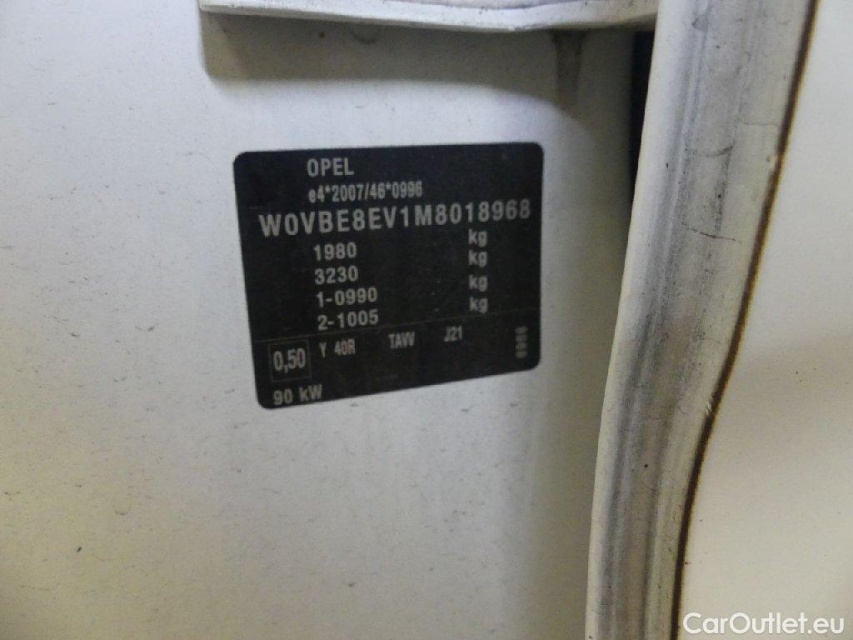 OPEL
e4*2007/46*0996
W0VBE8EV1M8018968
1980 kg
3230 kg
1-0990 kg
2-1005 kg
0,50 Y 40R TAVV J21
90 kW
CarOutlet.eu